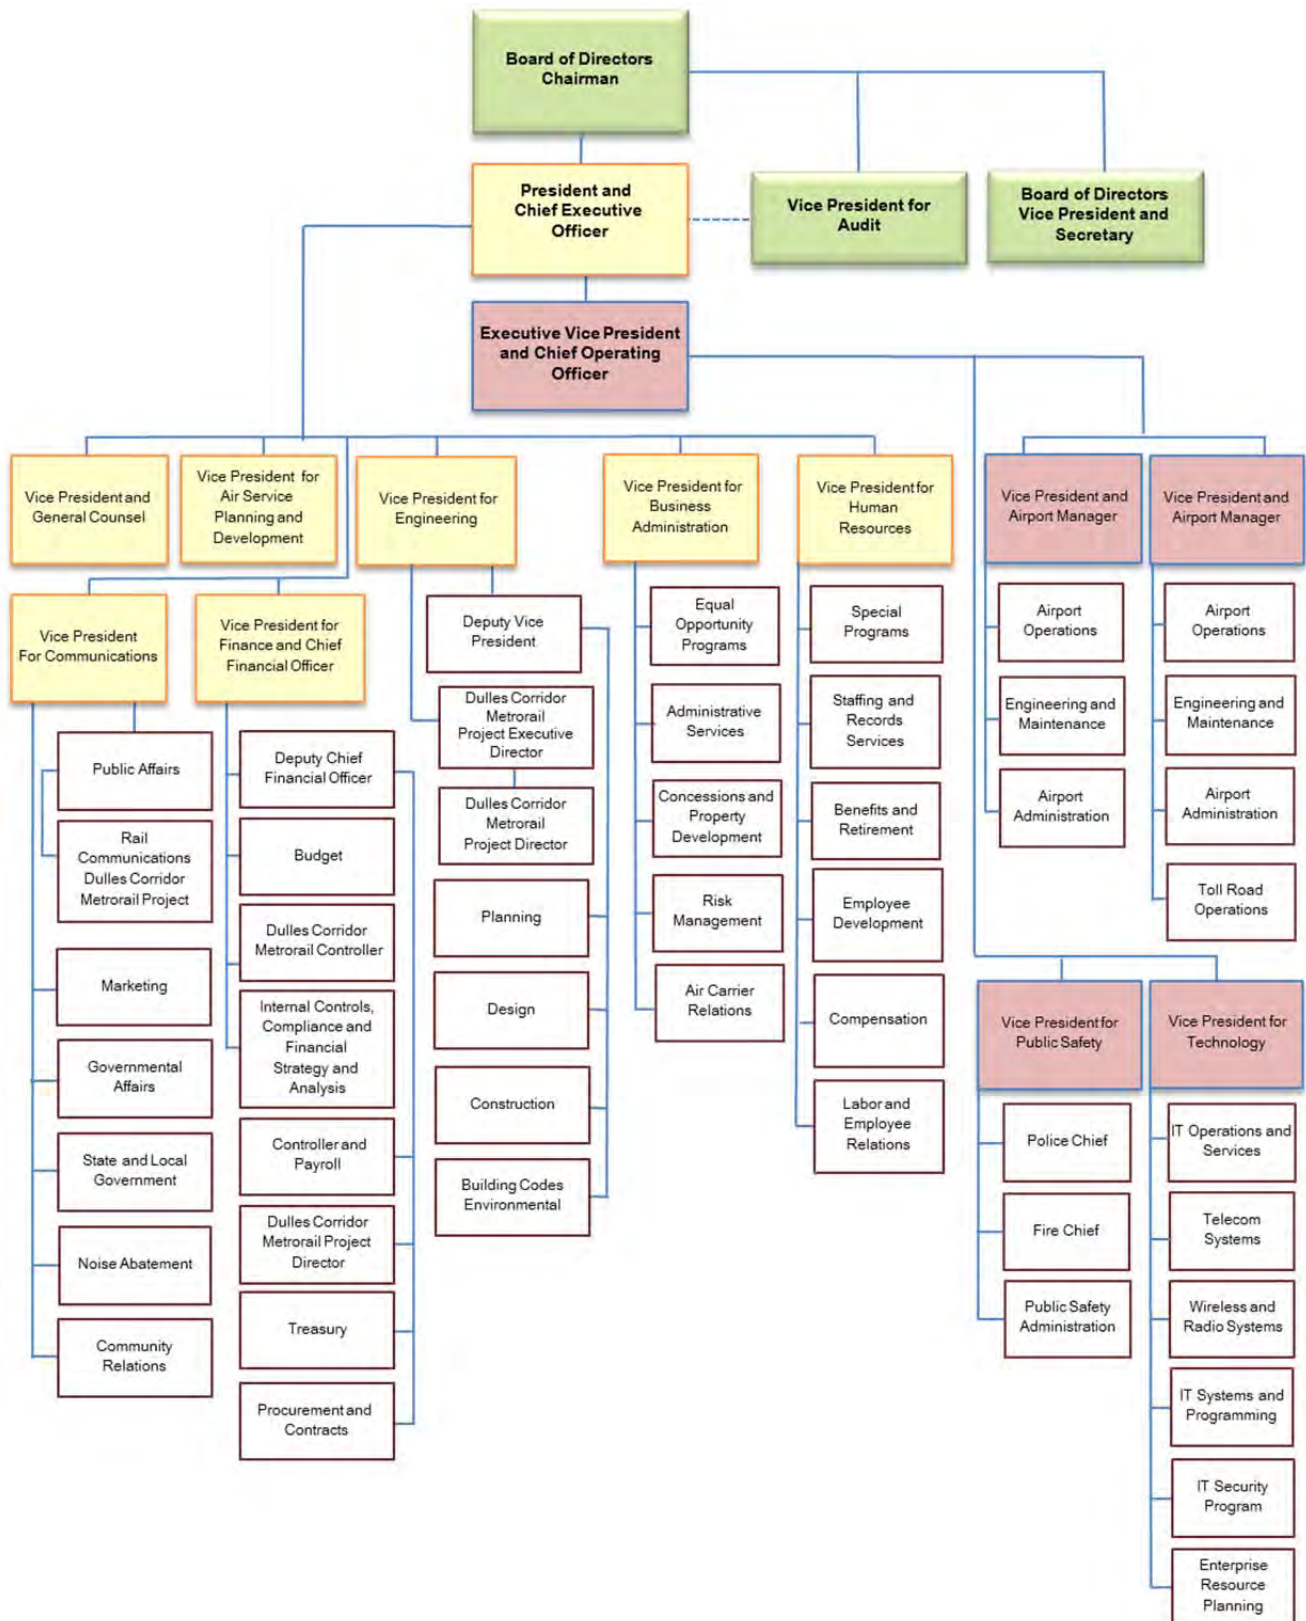 Board of Directors
Chairman
President and
Chief Executive
Officer
Vice President for
Audit
Board of Directors
Vice President and
Secretary
Executive Vice President
and Chief Operating
Officer
Vice President and
General Counsel
Vice President for
Air Service
Planning and
Development
Vice President for
Engineering
Vice President for
Business
Administration
Vice President for
Human
Resources
Vice President and
Airport Manager
Vice President and
Airport Manager
Vice President
For Communications
Public Affairs
Rail
Communications
Dulles Corridor
Metrorail Project
Marketing
Governmental
Affairs
State and Local
Government
Noise Abatement
Community
Relations
Vice President for
Finance and Chief
Financial Officer
Deputy Chief
Financial Officer
Budget
Dulles Corridor
Metrorail Controller
Internal Controls,
Compliance and
Financial
Strategy and
Analysis
Controller and
Payroll
Dulles Corridor
Metrorail Project
Director
Treasury
Procurement and
Contracts
Deputy Vice
President
Dulles Corridor
Metrorail
Project Executive
Director
Dulles Corridor
Metrorail
Project Director
Planning
Design
Construction
Building Codes
Environmental
Equal
Opportunity
Programs
Administrative
Services
Concessions and
Property
Development
Risk
Management
Air Carrier
Relations
Special
Programs
Staffing and
Records
Services
Benefits and
Retirement
Employee
Development
Compensation
Labor and
Employee
Relations
Airport
Operations
Engineering and
Maintenance
Airport
Administration
Airport
Operations
Engineering and
Maintenance
Airport
Administration
Toll Road
Operations
Vice President for
Public Safety
Police Chief
Fire Chief
Public Safety
Administration
Vice President for
Technology
IT Operations and
Services
Telecom
Systems
Wireless and
Radio Systems
IT Systems and
Programming
IT Security
Program
Enterprise
Resource
Planning